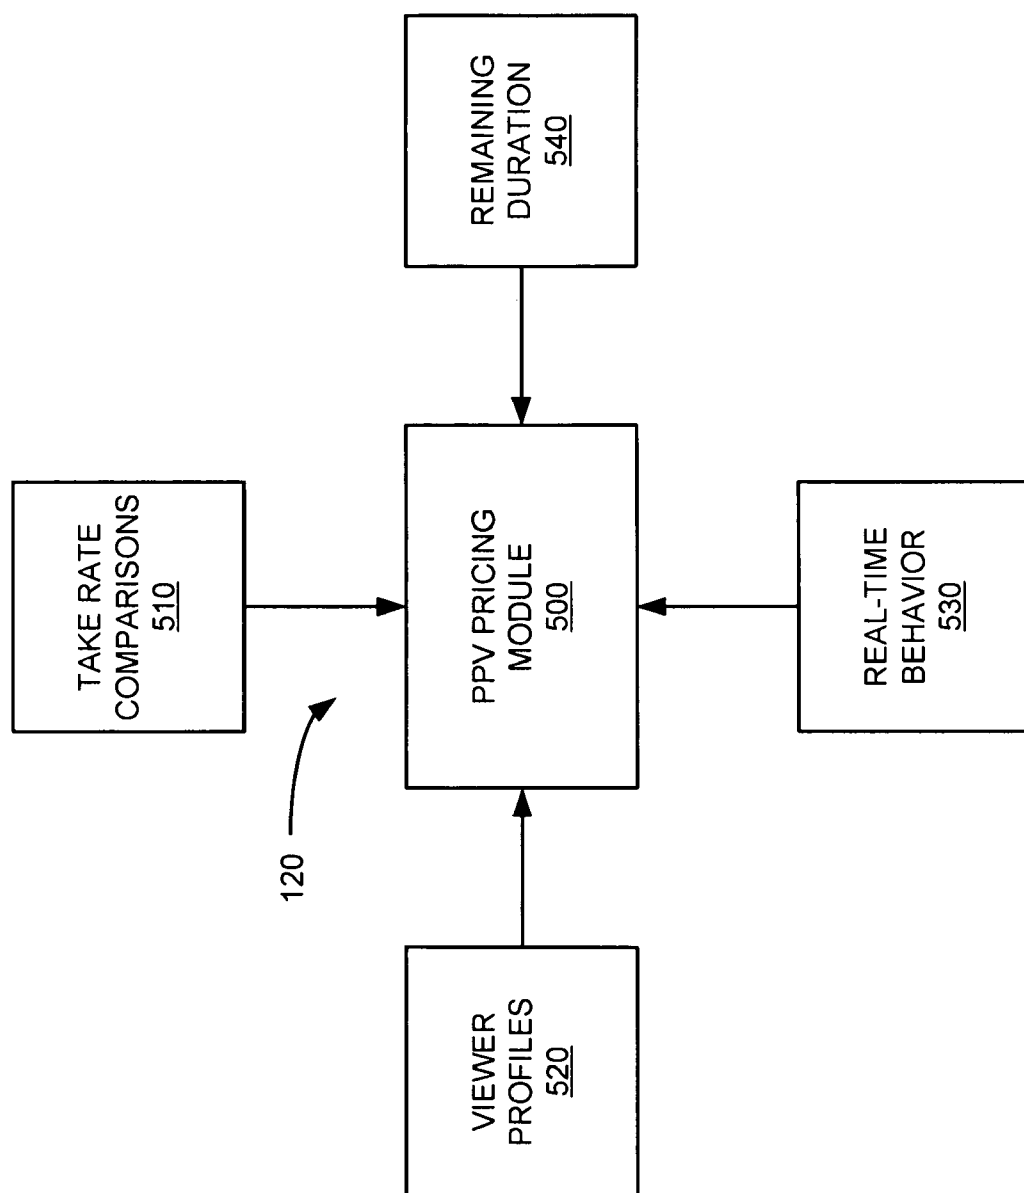 TAKE RATE
COMPARISONS
510
120
VIEWER
PROFILES
520
PPV PRICING
MODULE
500
REMAINING
DURATION
540
REAL-TIME
BEHAVIOR
530